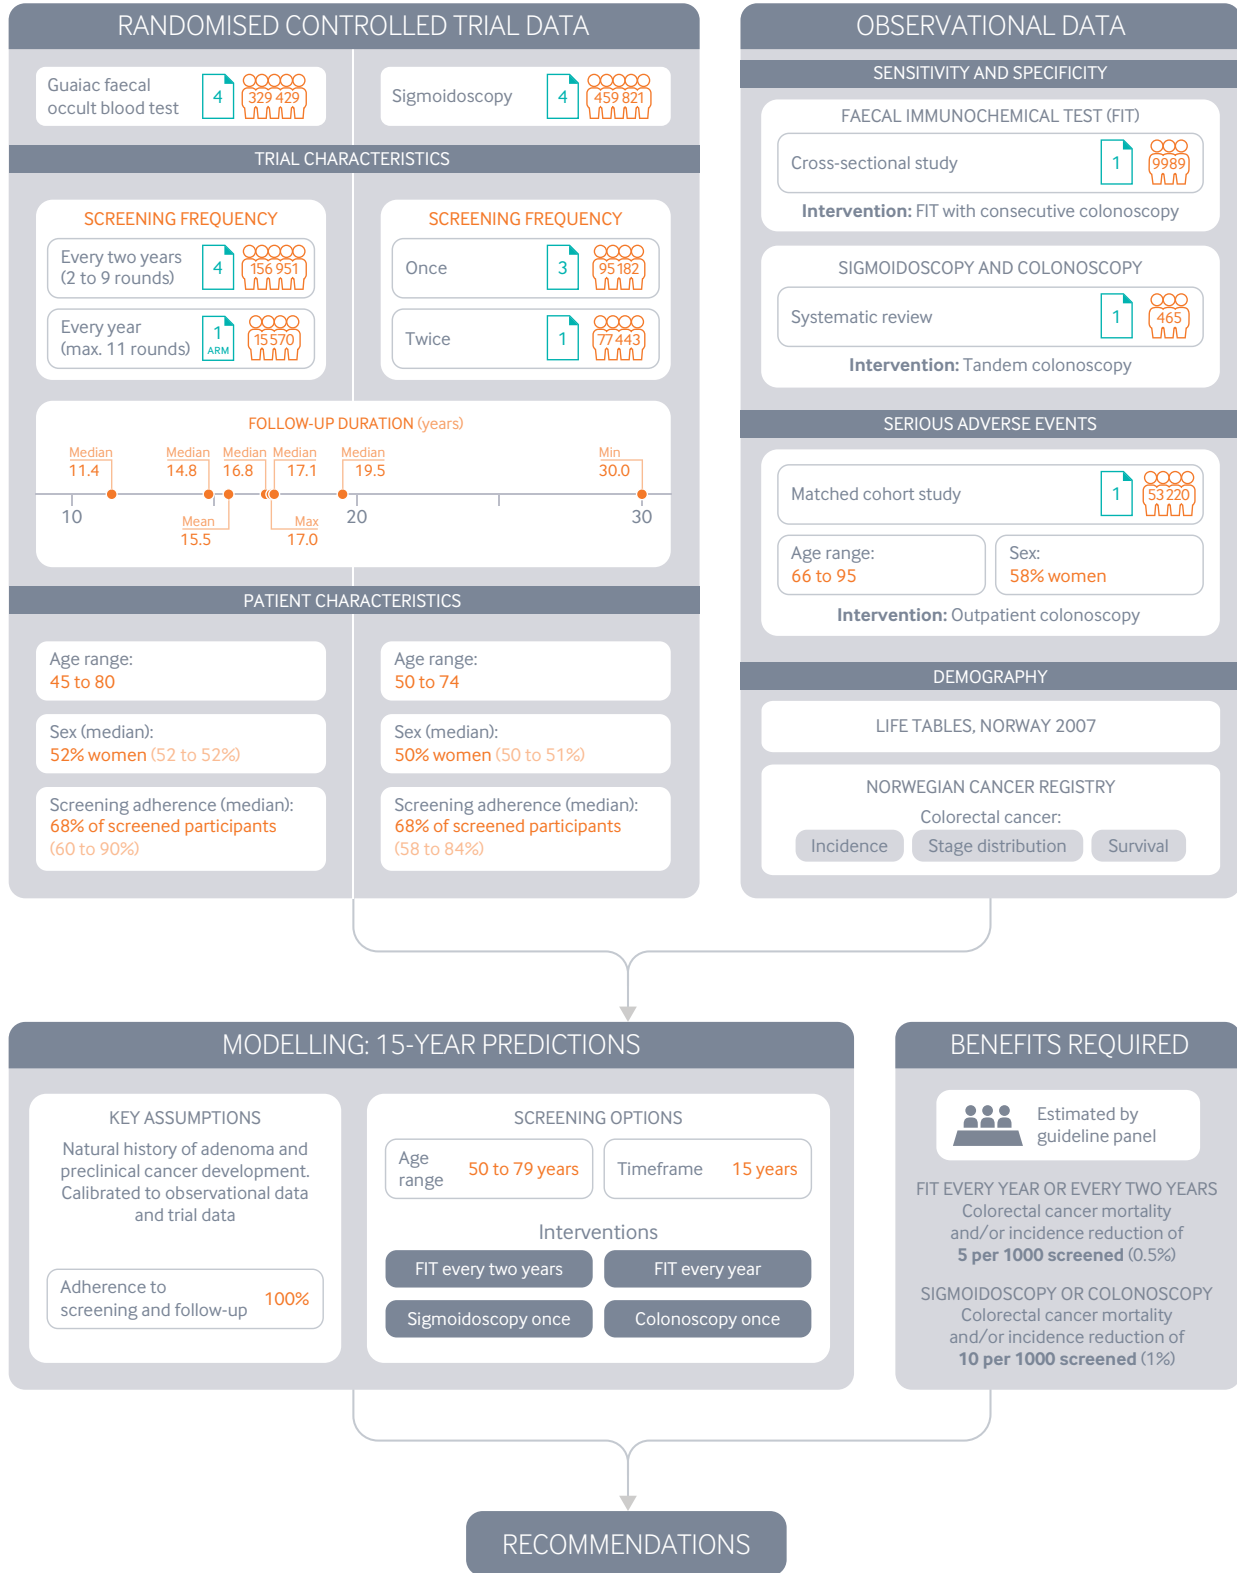 RANDOMISED CONTROLLED TRIAL DATA
Guaiac faecal
occult blood test
4
329 429
Sigmoidoscopy
4
459 821
TRIAL CHARACTERISTICS
SCREENING FREQUENCY
Every two years
(2 to 9 rounds)
4
156 951
Every year
(max. 11 rounds)
1
ARM
15 570
SCREENING FREQUENCY
Once
3
95 182
Twice
1
77 443
FOLLOW-UP DURATION (years)
Median
11.4
Median
14.8
Median
16.8
Median
17.1
Median
19.5
Min
30.0
10
20
30
Mean
15.5
Max
17.0
PATIENT CHARACTERISTICS
Age range:
45 to 80
Sex (median):
52% women (52 to 52%)
Screening adherence (median):
68% of screened participants
(60 to 90%)
Age range:
50 to 74
Sex (median):
50% women (50 to 51%)
Screening adherence (median):
68% of screened participants
(58 to 84%)
OBSERVATIONAL DATA
SENSITIVITY AND SPECIFICITY
FAECAL IMMUNOCHEMICAL TEST (FIT)
Cross-sectional study
1
9989
Intervention: FIT with consecutive colonoscopy
SIGMOIDOSCOPY AND COLONOSCOPY
Systematic review
1
465
Intervention: Tandem colonoscopy
SERIOUS ADVERSE EVENTS
Matched cohort study
1
53 220
Age range:
66 to 95
Sex:
58% women
Intervention: Outpatient colonoscopy
DEMOGRAPHY
LIFE TABLES, NORWAY 2007
NORWEGIAN CANCER REGISTRY
Colorectal cancer:
Incidence
Stage distribution
Survival
MODELLING: 15-YEAR PREDICTIONS
KEY ASSUMPTIONS
Natural history of adenoma and
preclinical cancer development.
Calibrated to observational data
and trial data
Adherence to
screening and follow-up
100%
SCREENING OPTIONS
Age
range
50 to 79 years
Timeframe
15 years
Interventions
FIT every two years
FIT every year
Sigmoidoscopy once
Colonoscopy once
BENEFITS REQUIRED
Estimated by
guideline panel
FIT EVERY YEAR OR EVERY TWO YEARS
Colorectal cancer mortality
and/or incidence reduction of
5 per 1000 screened (0.5%)
SIGMOIDOSCOPY OR COLONOSCOPY
Colorectal cancer mortality
and/or incidence reduction of
10 per 1000 screened (1%)
RECOMMENDATIONS